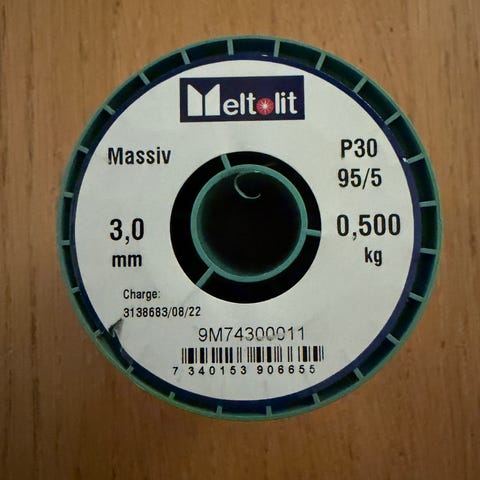 Meltolit
Massiv
P30
95/5
3,0
mm
0,500
kg
Charge:
3138683/08/22
9M74300011
7 340153 906655